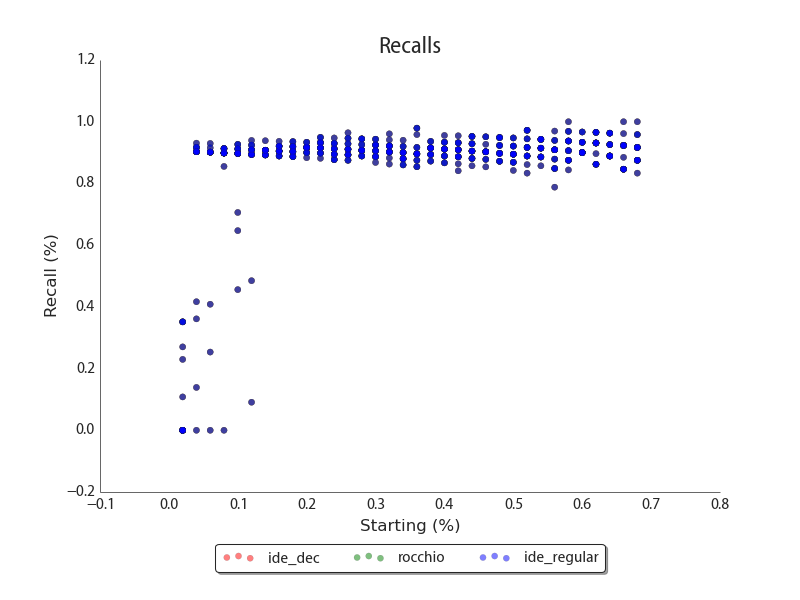 Recalls
1.2
1.0
0.8
0.6
0.4
0.2
0.0
−0.2
Recall (%)
−0.1 0.0 0.1 0.2 0.3 0.4 0.5 0.6 0.7 0.8
Starting (%)
ide_dec rocchio ide_regular